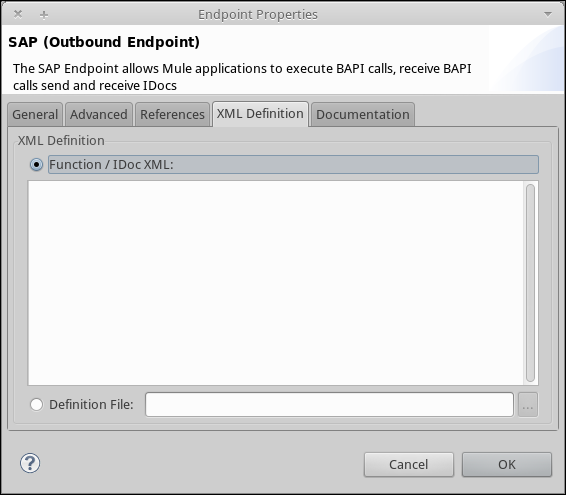 Endpoint Properties
SAP (Outbound Endpoint)
The SAP Endpoint allows Mule applications to execute BAPI calls, receive BAPI
calls send and receive IDocs
General Advanced References XML Definition Documentation
XML Definition
Function / IDoc XML:
Definition File: ...
? Cancel OK